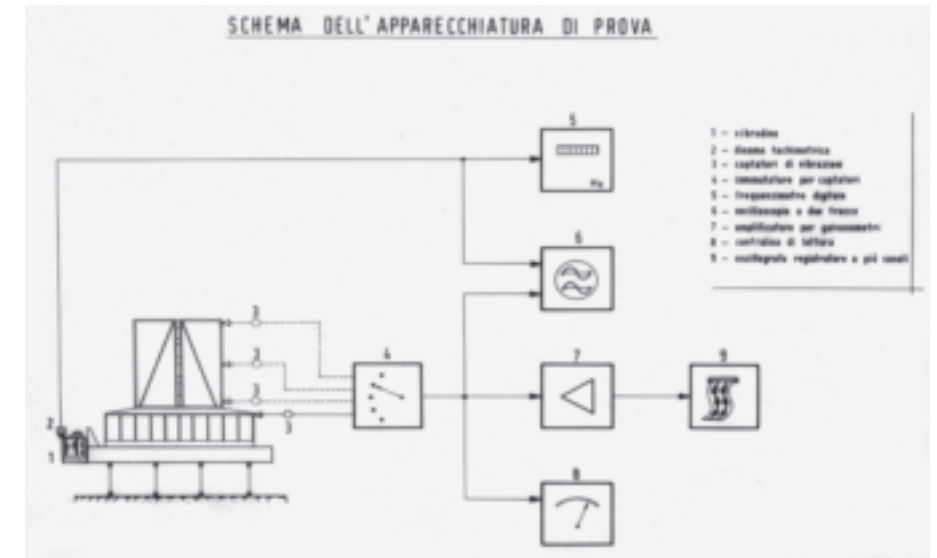 SCHEMA DELL'APPARECCHIATURA DI PROVA
5
Hz
1 - vibrodina
2 - dinamo tachimetrica
3 - captatori di vibrazioni
4 - commutatore per captatori
5 - frequenzimetro digitale
6 - oscilloscopio a due tracce
7 - amplificatore per galvanometri
8 - centralina di lettura
9 - oscillografo registratore a più canali
6
3
3
3
3
4
7
9
2
1
8